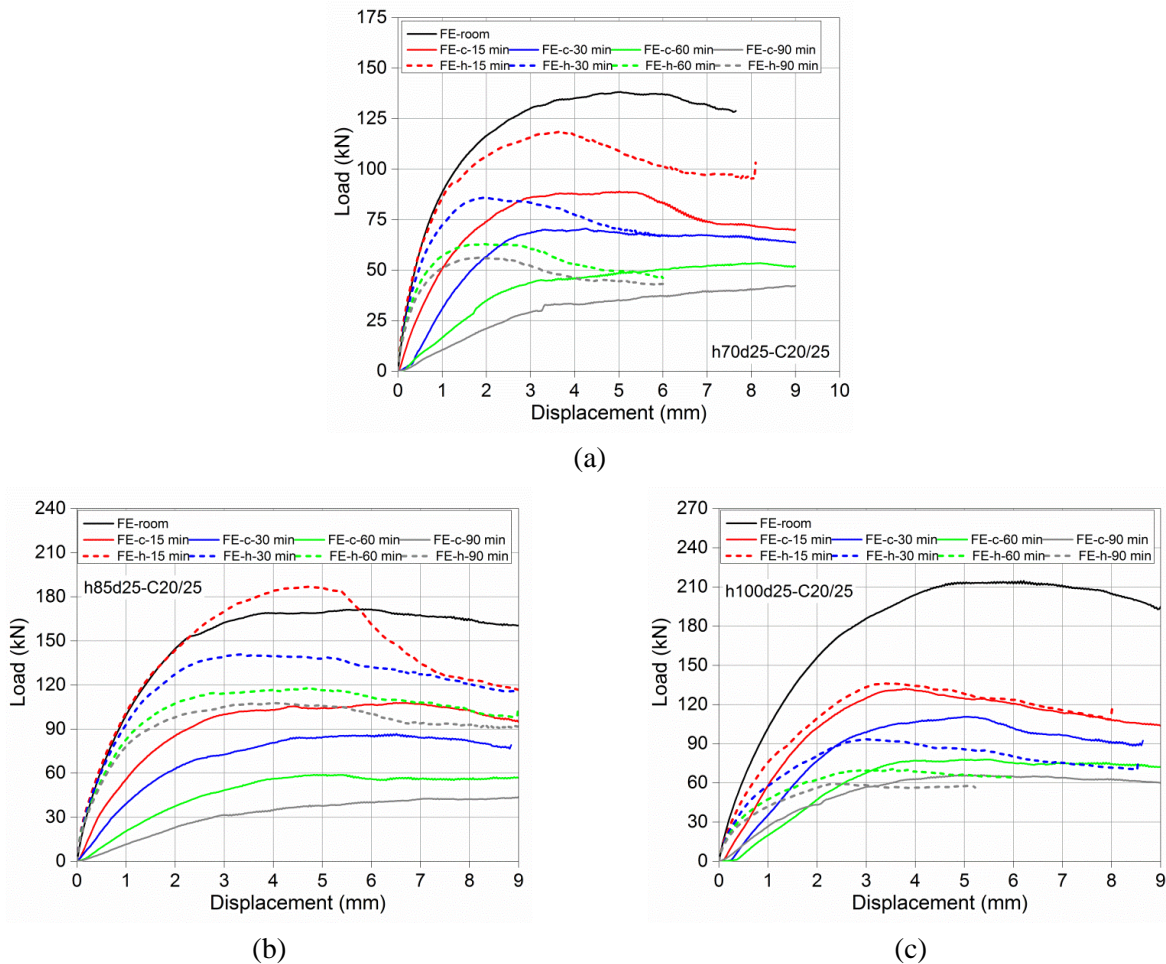 175
150
125
100
75
50
25
0
Load (kN)
FE-room
FE-c-15 min FE-c-30 min FE-c-60 min FE-c-90 min
FE-h-15 min FE-h-30 min FE-h-60 min FE-h-90 min
h70d25-C20/25
0 1 2 3 4 5 6 7 8 9 10
Displacement (mm)
(a)
240
210
180
150
120
90
60
30
0
Load (kN)
FE-room
FE-c-15 min FE-c-30 min FE-c-60 min FE-c-90 min
FE-h-15 min FE-h-30 min FE-h-60 min FE-h-90 min
h85d25-C20/25
0 1 2 3 4 5 6 7 8 9
Displacement (mm)
(b)
270
240
210
180
150
120
90
60
30
0
Load (kN)
FE-room
FE-c-15 min FE-c-30 min FE-c-60 min FE-c-90 min
FE-h-15 min FE-h-30 min FE-h-60 min FE-h-90 min
h100d25-C20/25
0 1 2 3 4 5 6 7 8 9
Displacement (mm)
(c)